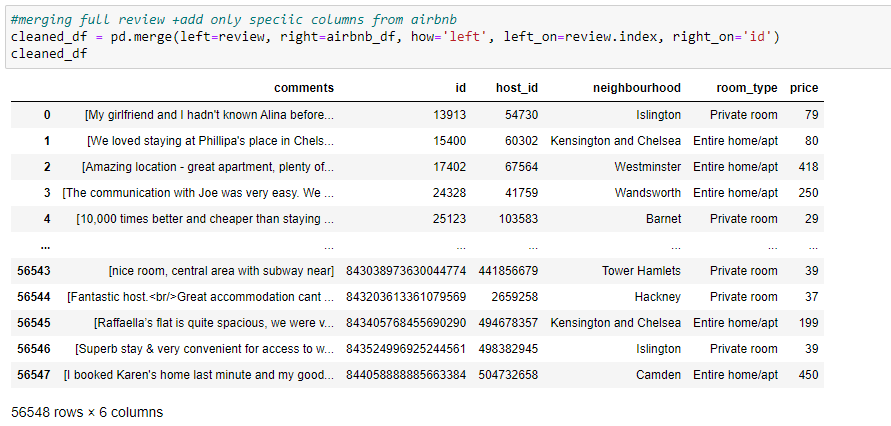 #merging full review +add only speciic columns from airbnb
cleaned_df = pd.merge(left=review, right=airbnb_df, how='left', left_on=review.index, right_on='id')
cleaned_df
comments id host_id neighbourhood room_type price
0 [My girlfriend and I hadn't known Alina before... 13913 54730 Islington Private room 79
1 [We loved staying at Phillipa's place in Chels... 15400 60302 Kensington and Chelsea Entire home/apt 80
2 [Amazing location - great apartment, plenty of... 17402 67564 Westminster Entire home/apt 418
3 [The communication with Joe was very easy. We ... 24328 41759 Wandsworth Entire home/apt 250
4 [10,000 times better and cheaper than staying ... 25123 103583 Barnet Private room 29
... ... ... ... ... ... ...
56543 [nice room, central area with subway near] 843038973630044774 441856679 Tower Hamlets Private room 39
56544 [Fantastic host.<br/>Great accommodation cant ... 843203613361079569 2659258 Hackney Private room 37
56545 [Raffaella's flat is quite spacious, we were v... 843405768455690290 494678357 Kensington and Chelsea Entire home/apt 199
56546 [Superb stay & very convenient for access to w... 843524996925244561 498382945 Islington Private room 39
56547 [I booked Karen's home last minute and my good... 844058888885663384 504732658 Camden Entire home/apt 450
56548 rows × 6 columns